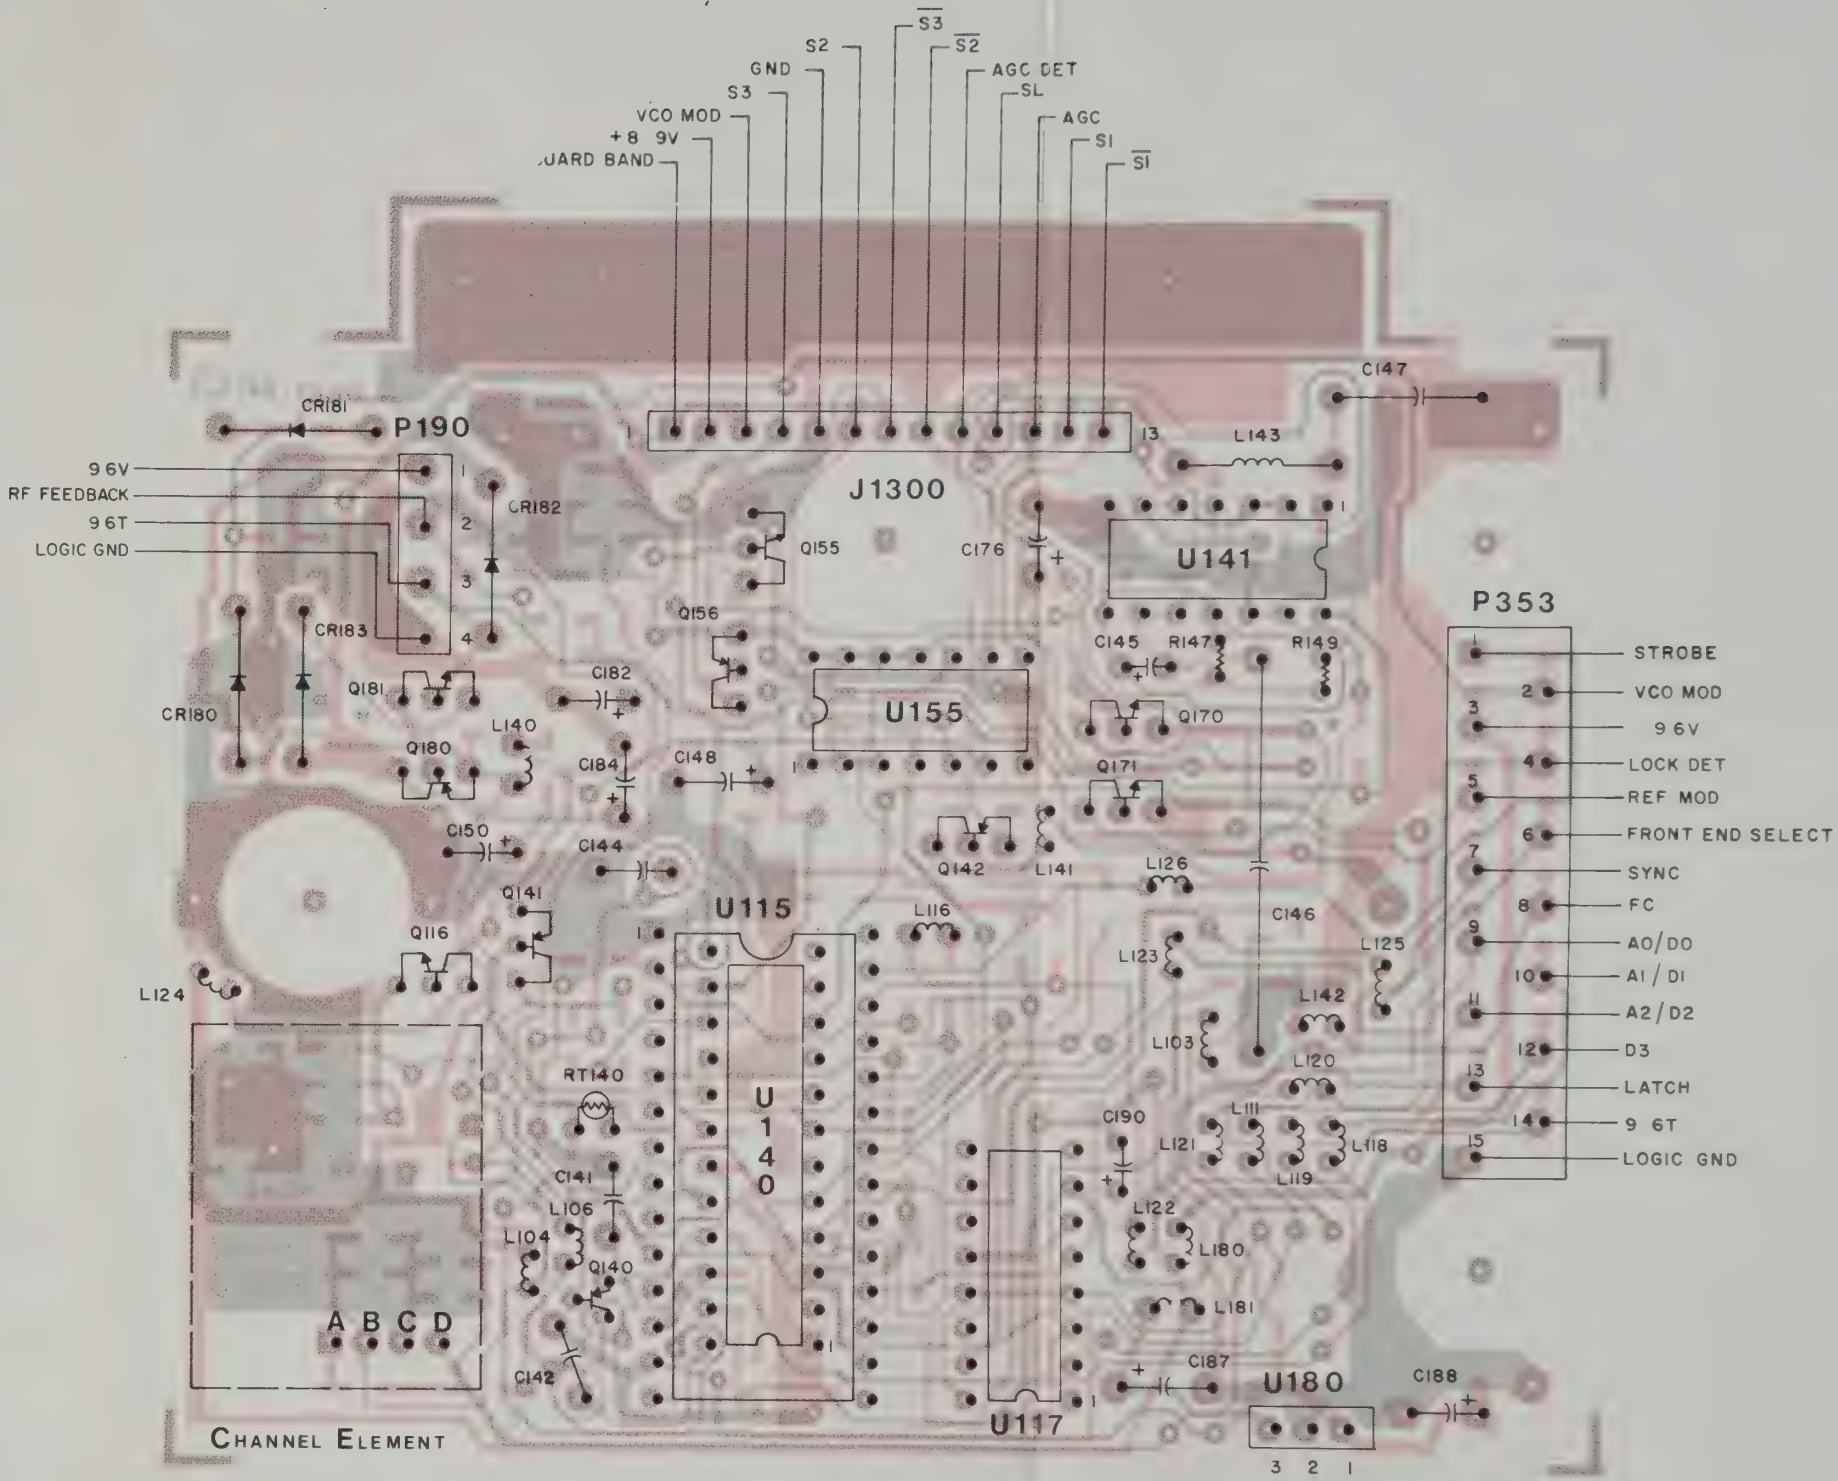 S̅3̅
S2
S̅2̅
GND
AGC DET
S3
SL
VCO MOD
AGC
+8 9V
S1
UARD BAND
S̅1̅
C147
CR181
P190
1
13
L143
9 6V
1
RF FEEDBACK
CR182
J1300
1
2
9 6T
Q155
C176
+
U141
LOGIC GND
3
P353
Q156
CR183
4
C145
R147
R149
1
STROBE
+
Q181
C182
2
VCO MOD
CR180
+
U155
Q170
3
9 6V
L140
Q180
C184
C148
+
1
Q171
4
LOCK DET
+
5
REF MOD
C150
+
C144
6
FRONT END SELECT
Q142
L141
L126
7
SYNC
Q141
U115
L116
C146
8
FC
Q116
1
9
A0/D0
L123
L125
L124
10
A1/D1
L142
11
A2/D2
L103
12
D3
RT140
L120
13
LATCH
U140
C190
L121
L111
L118
14
9 6T
L119
15
LOGIC GND
C141
+
L106
L122
L104
L180
Q140
L181
A B C D
1
C142
+
C187
U180
C188
+
1
U117
CHANNEL ELEMENT
3 2 1